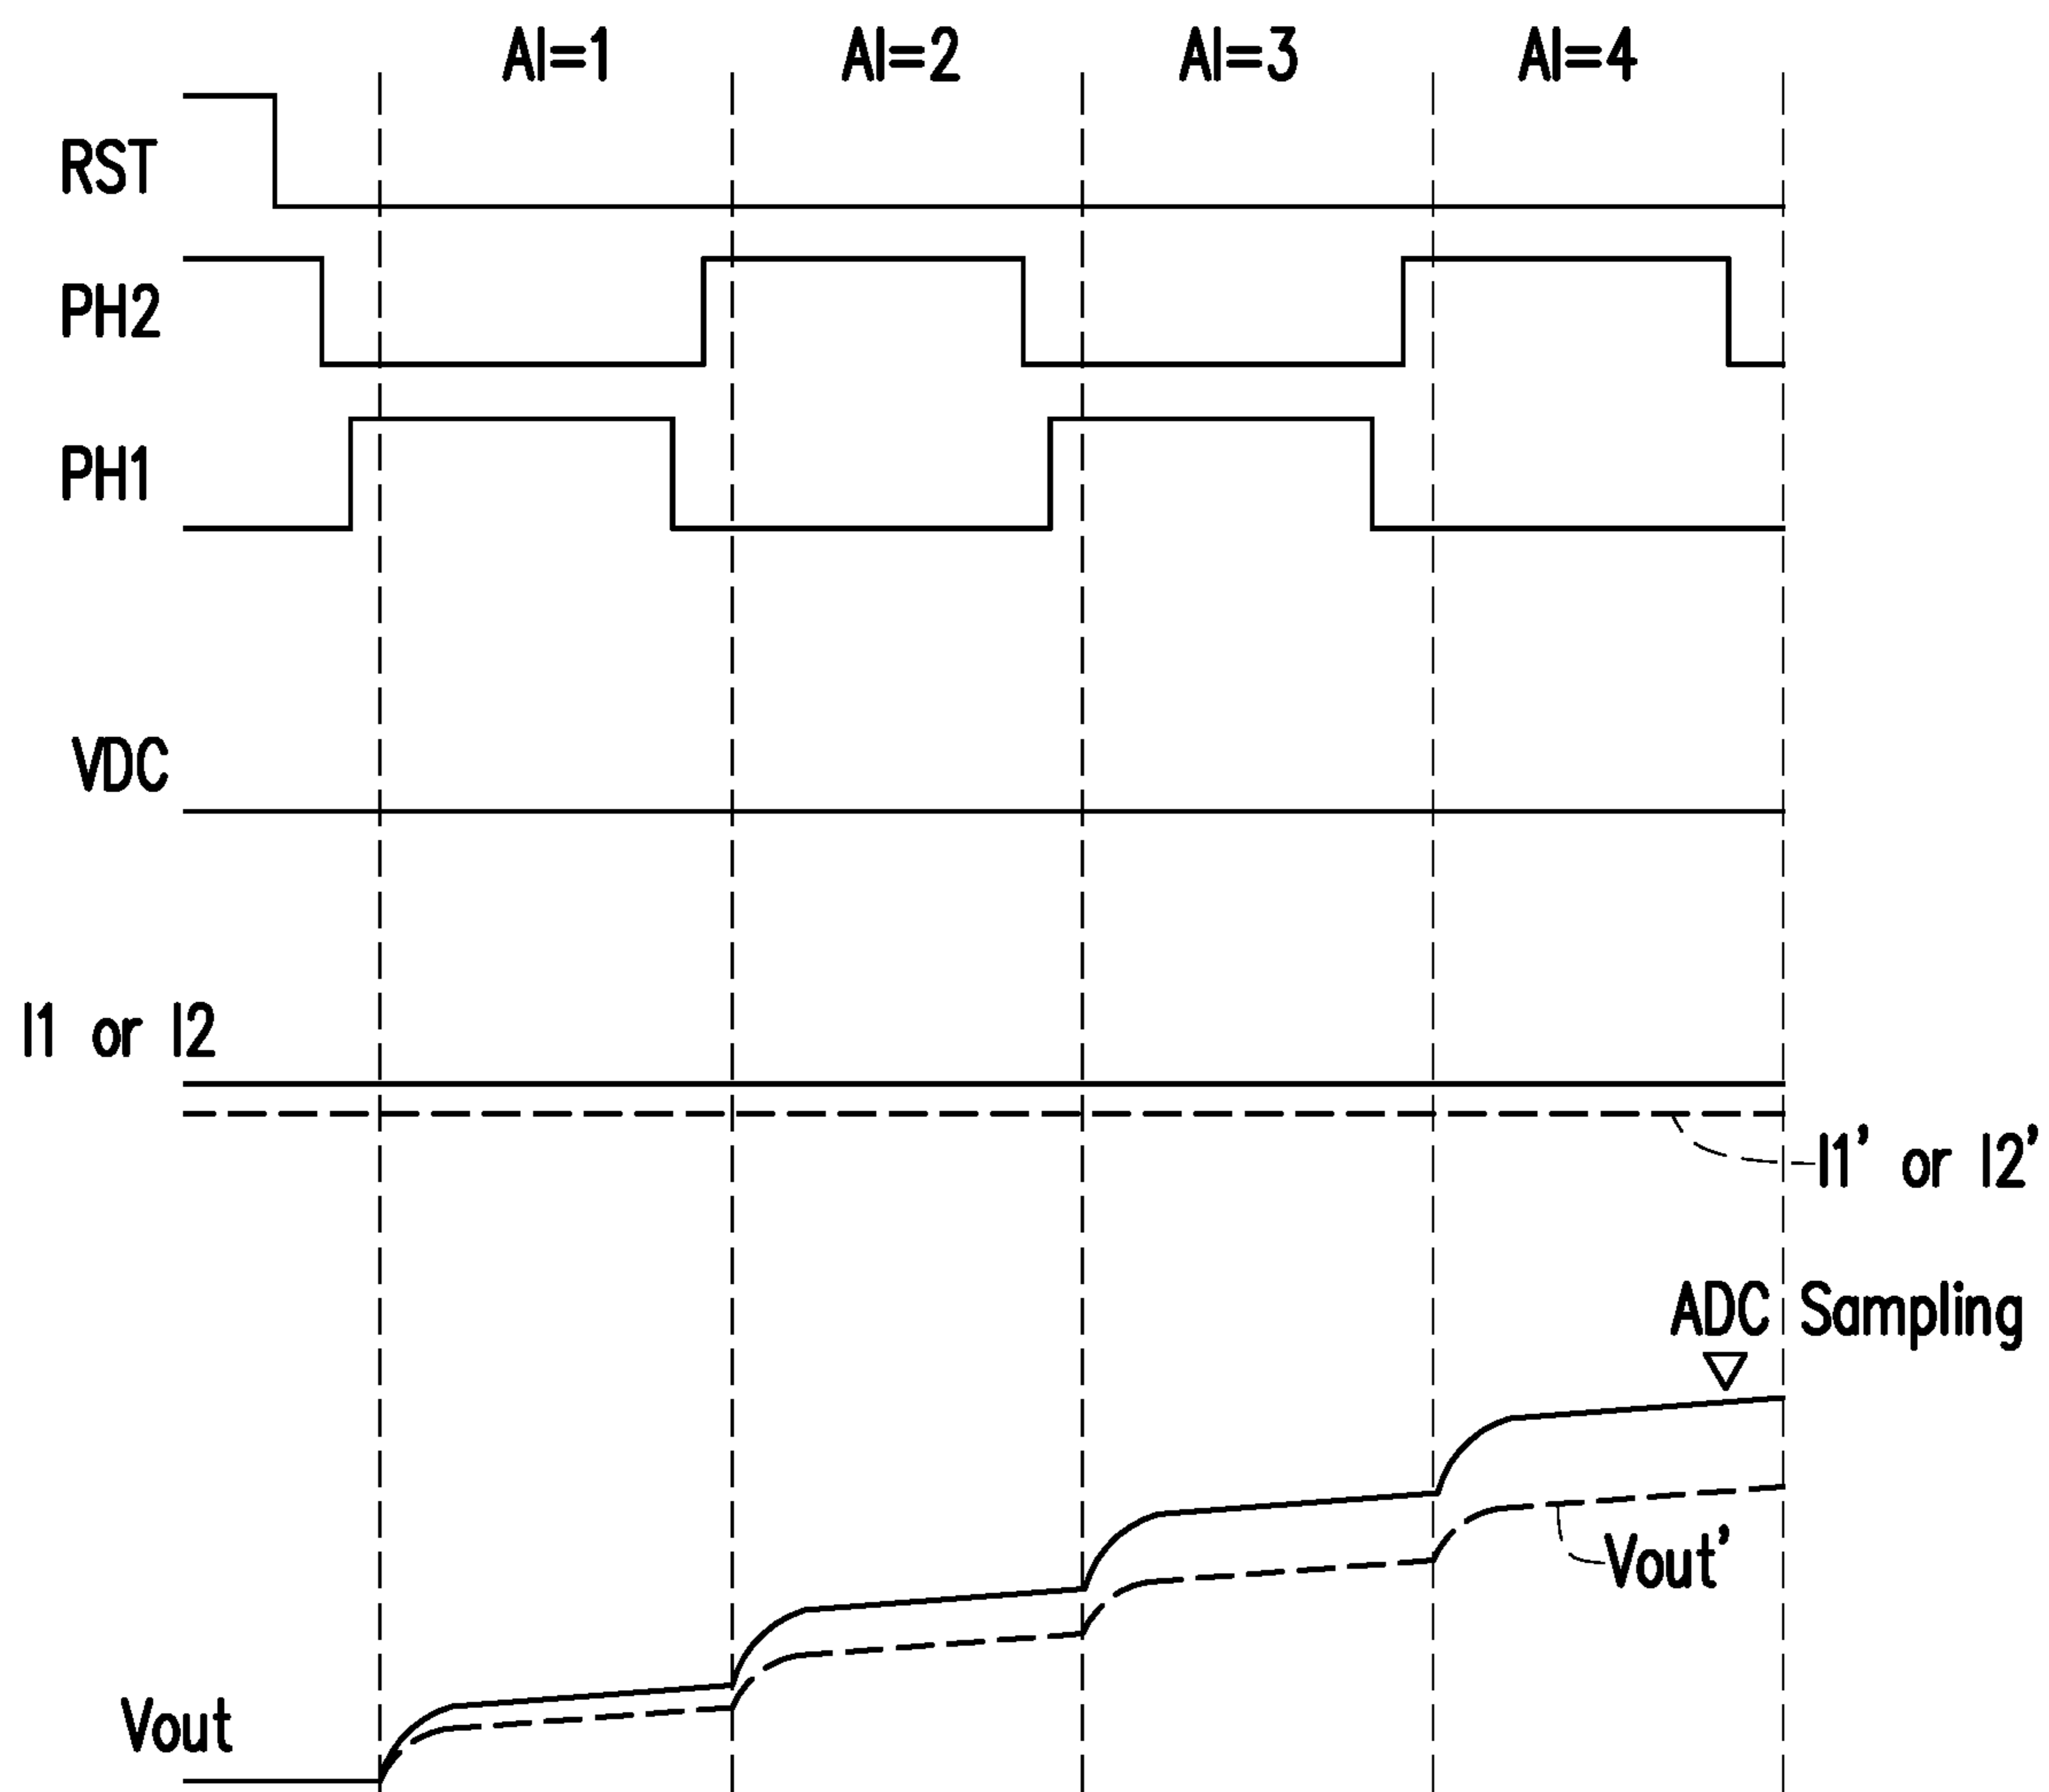 AI=1 AI=2 AI=3 AI=4
RST
PH2
PH1
VDC
I1 or I2
I1' or I2'
ADC Sampling
Vout'
Vout